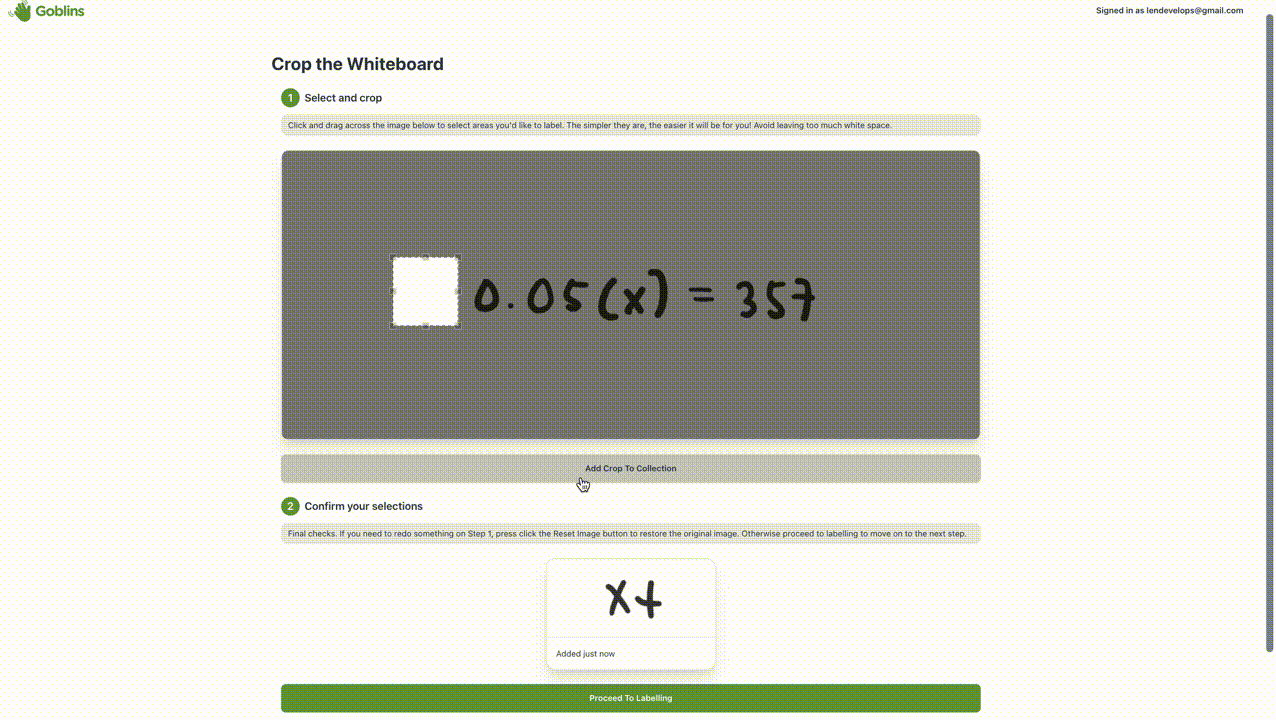 Goblins
Signed in as lendevelops@gmail.com
Crop the Whiteboard
1 Select and crop
Click and drag across the image below to select areas you'd like to label. The simpler they are, the easier it will be for you! Avoid leaving too much white space.
0.05(x) = 357
Add Crop To Collection
2 Confirm your selections
Final checks. If you need to redo something on Step 1, press click the Reset Image button to restore the original image. Otherwise proceed to labelling to move on to the next step.
x+
Added just now
Proceed To Labelling